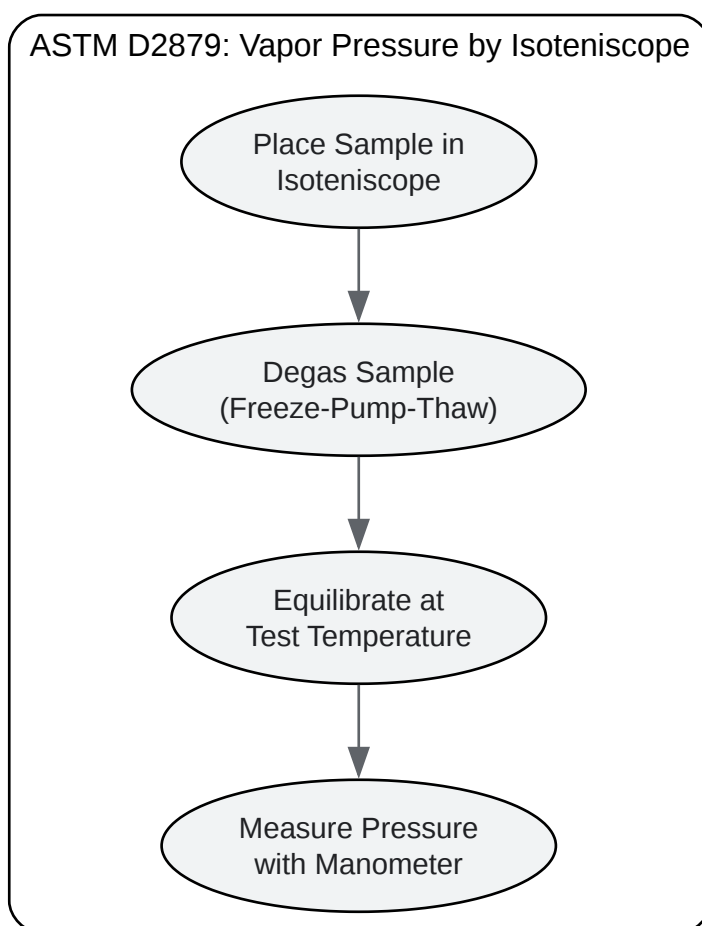 ASTM D2879: Vapor Pressure by Isoteniscope
Place Sample in
Isoteniscope
Degas Sample
(Freeze-Pump-Thaw)
Equilibrate at
Test Temperature
Measure Pressure
with Manometer